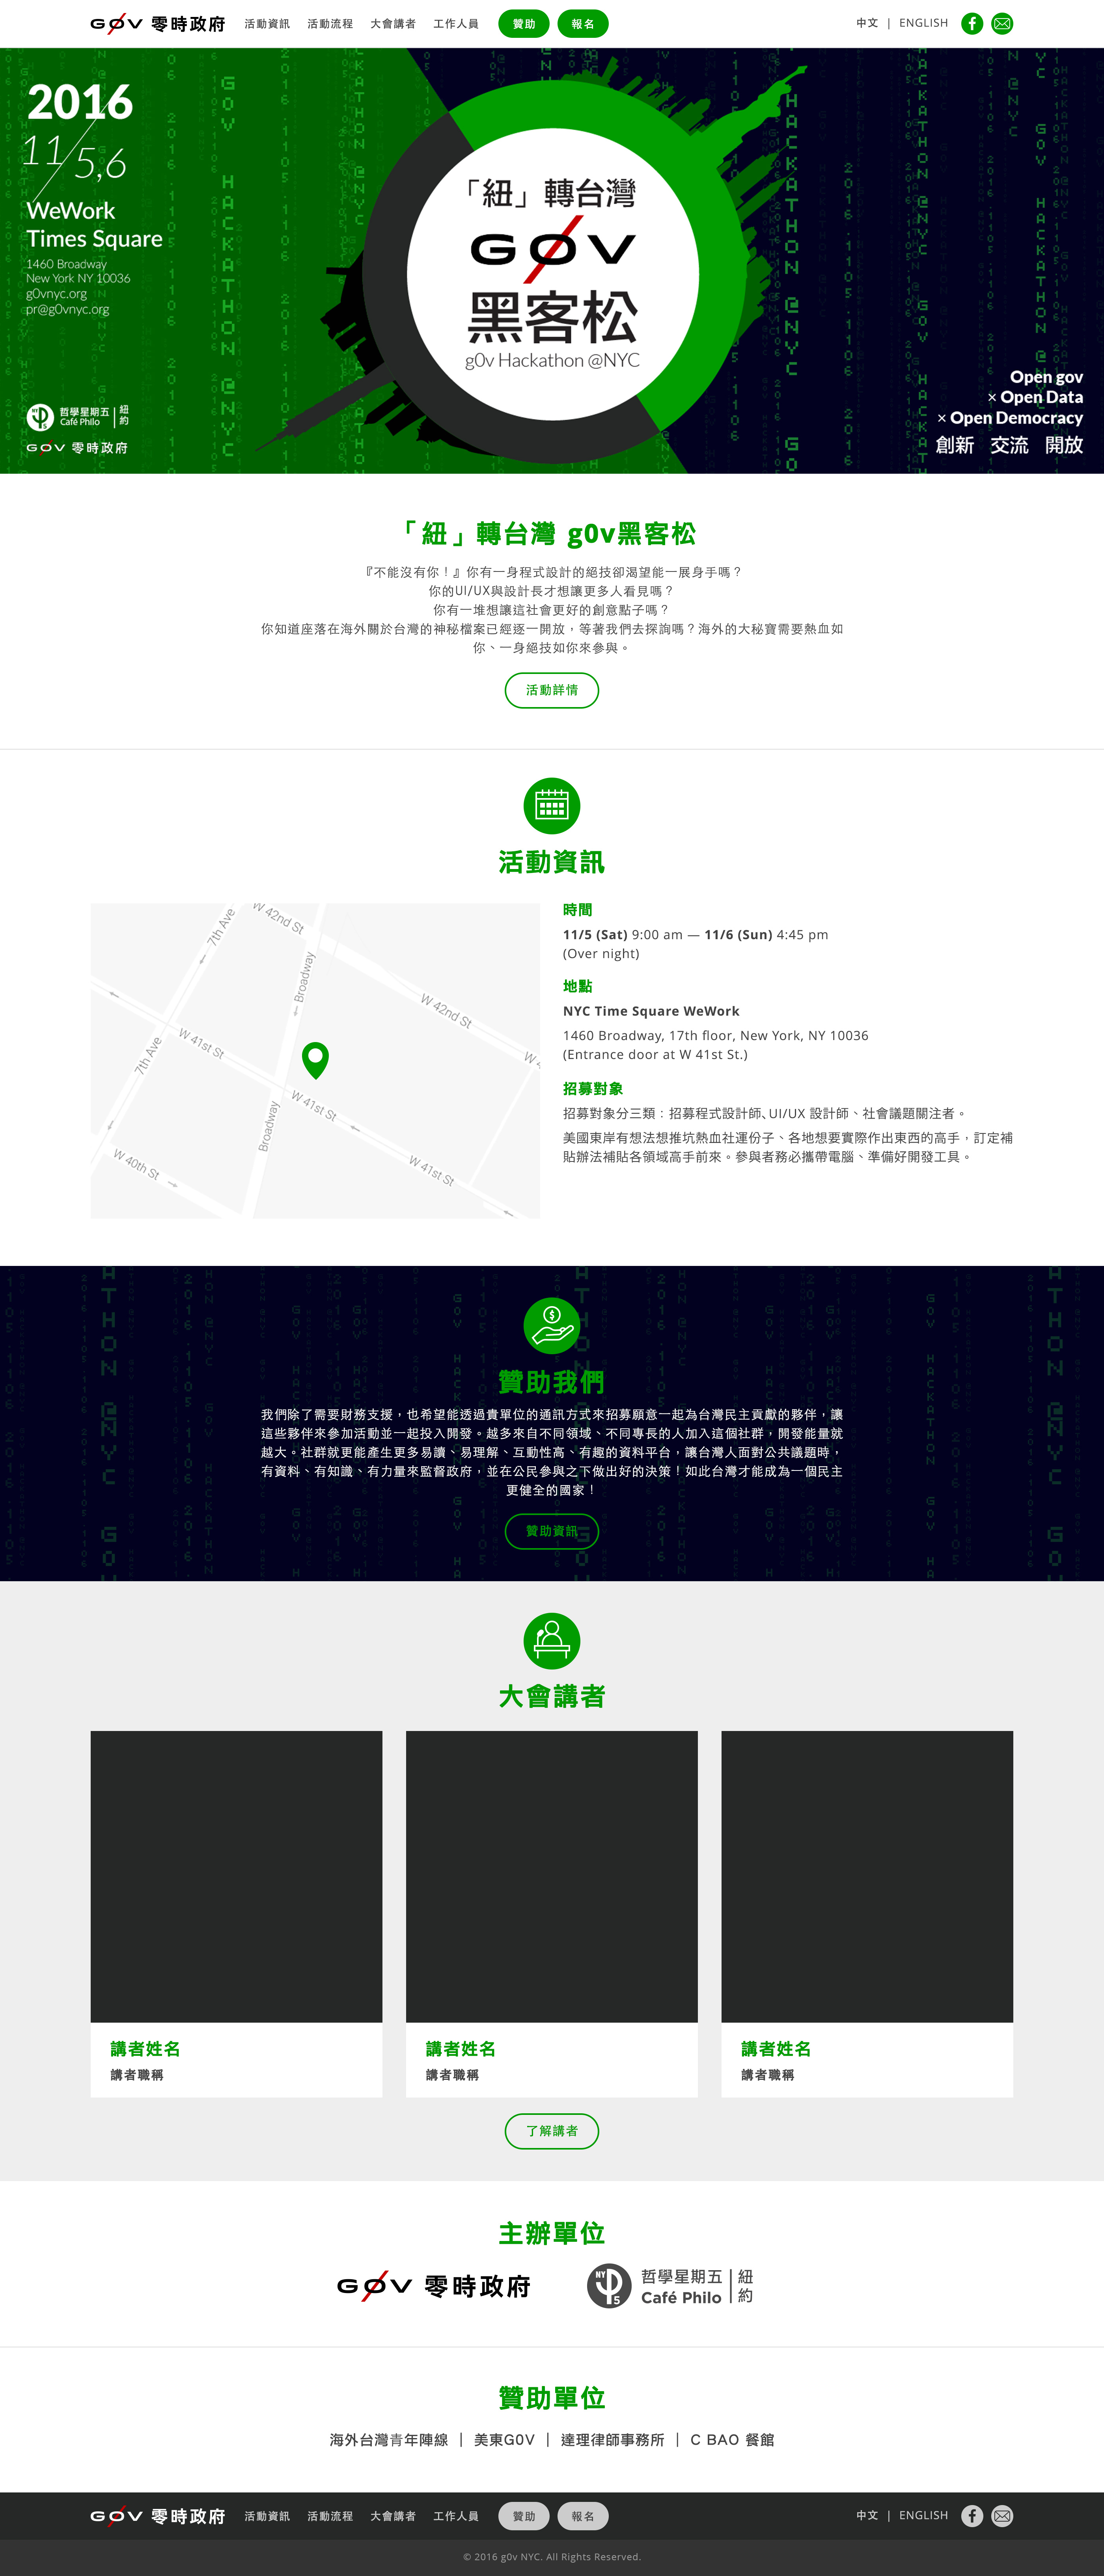 g0v 零時政府 活動資訊 活動流程 大會講者 工作人員 贊助 報名 中文 | ENGLISH
2016
11/5,6
WeWork
Times Square
1460 Broadway
New York NY 10036
g0vnyc.org
pr@g0vnyc.org
NY 5 哲學星期五 Café Philo | 紐約
g0v 零時政府
「紐」轉台灣
g0v
黑客松
g0v Hackathon @NYC
GOV HACKATHON @NYC
HACKATHON @NYC GOV
Open gov
× Open Data
× Open Democracy
創新 交流 開放
「紐」轉台灣 g0v黑客松
『不能沒有你！』你有一身程式設計的絕技卻渴望能一展身手嗎？
你的UI/UX與設計長才想讓更多人看見嗎？
你有一堆想讓這社會更好的創意點子嗎？
你知道座落在海外關於台灣的神秘檔案已經逐一開放，等著我們去探詢嗎？海外的大秘寶需要熱血如
你、一身絕技如你來參與。
活動詳情
活動資訊
7th Ave
W 42nd St
Broadway
W 42nd St
W 41st St
7th Ave
W 41st St
Broadway
W 40th St
W 41st St
時間
11/5 (Sat) 9:00 am — 11/6 (Sun) 4:45 pm
(Over night)
地點
NYC Time Square WeWork
1460 Broadway, 17th floor, New York, NY 10036
(Entrance door at W 41st St.)
招募對象
招募對象分三類：招募程式設計師、UI/UX 設計師、社會議題關注者。
美國東岸有想法想推坑熱血社運份子、各地想要實際作出東西的高手，訂定補
貼辦法補貼各領域高手前來。參與者務必攜帶電腦、準備好開發工具。
贊助我們
我們除了需要財務支援，也希望能透過貴單位的通訊方式來招募願意一起為台灣民主貢獻的夥伴，讓
這些夥伴來參加活動並一起投入開發。越多來自不同領域、不同專長的人加入這個社群，開發能量就
越大。社群就更能產生更多易讀、易理解、互動性高、有趣的資料平台，讓台灣人面對公共議題時，
有資料、有知識、有力量來監督政府，並在公民參與之下做出好的決策！如此台灣才能成為一個民主
更健全的國家！
贊助資訊
大會講者
講者姓名
講者職稱
講者姓名
講者職稱
講者姓名
講者職稱
了解講者
主辦單位
g0v 零時政府
NY 5 哲學星期五 Café Philo | 紐約
贊助單位
海外台灣青年陣線 | 美東G0V | 達理律師事務所 | C BAO 餐館
g0v 零時政府 活動資訊 活動流程 大會講者 工作人員 贊助 報名 中文 | ENGLISH
© 2016 g0v NYC. All Rights Reserved.